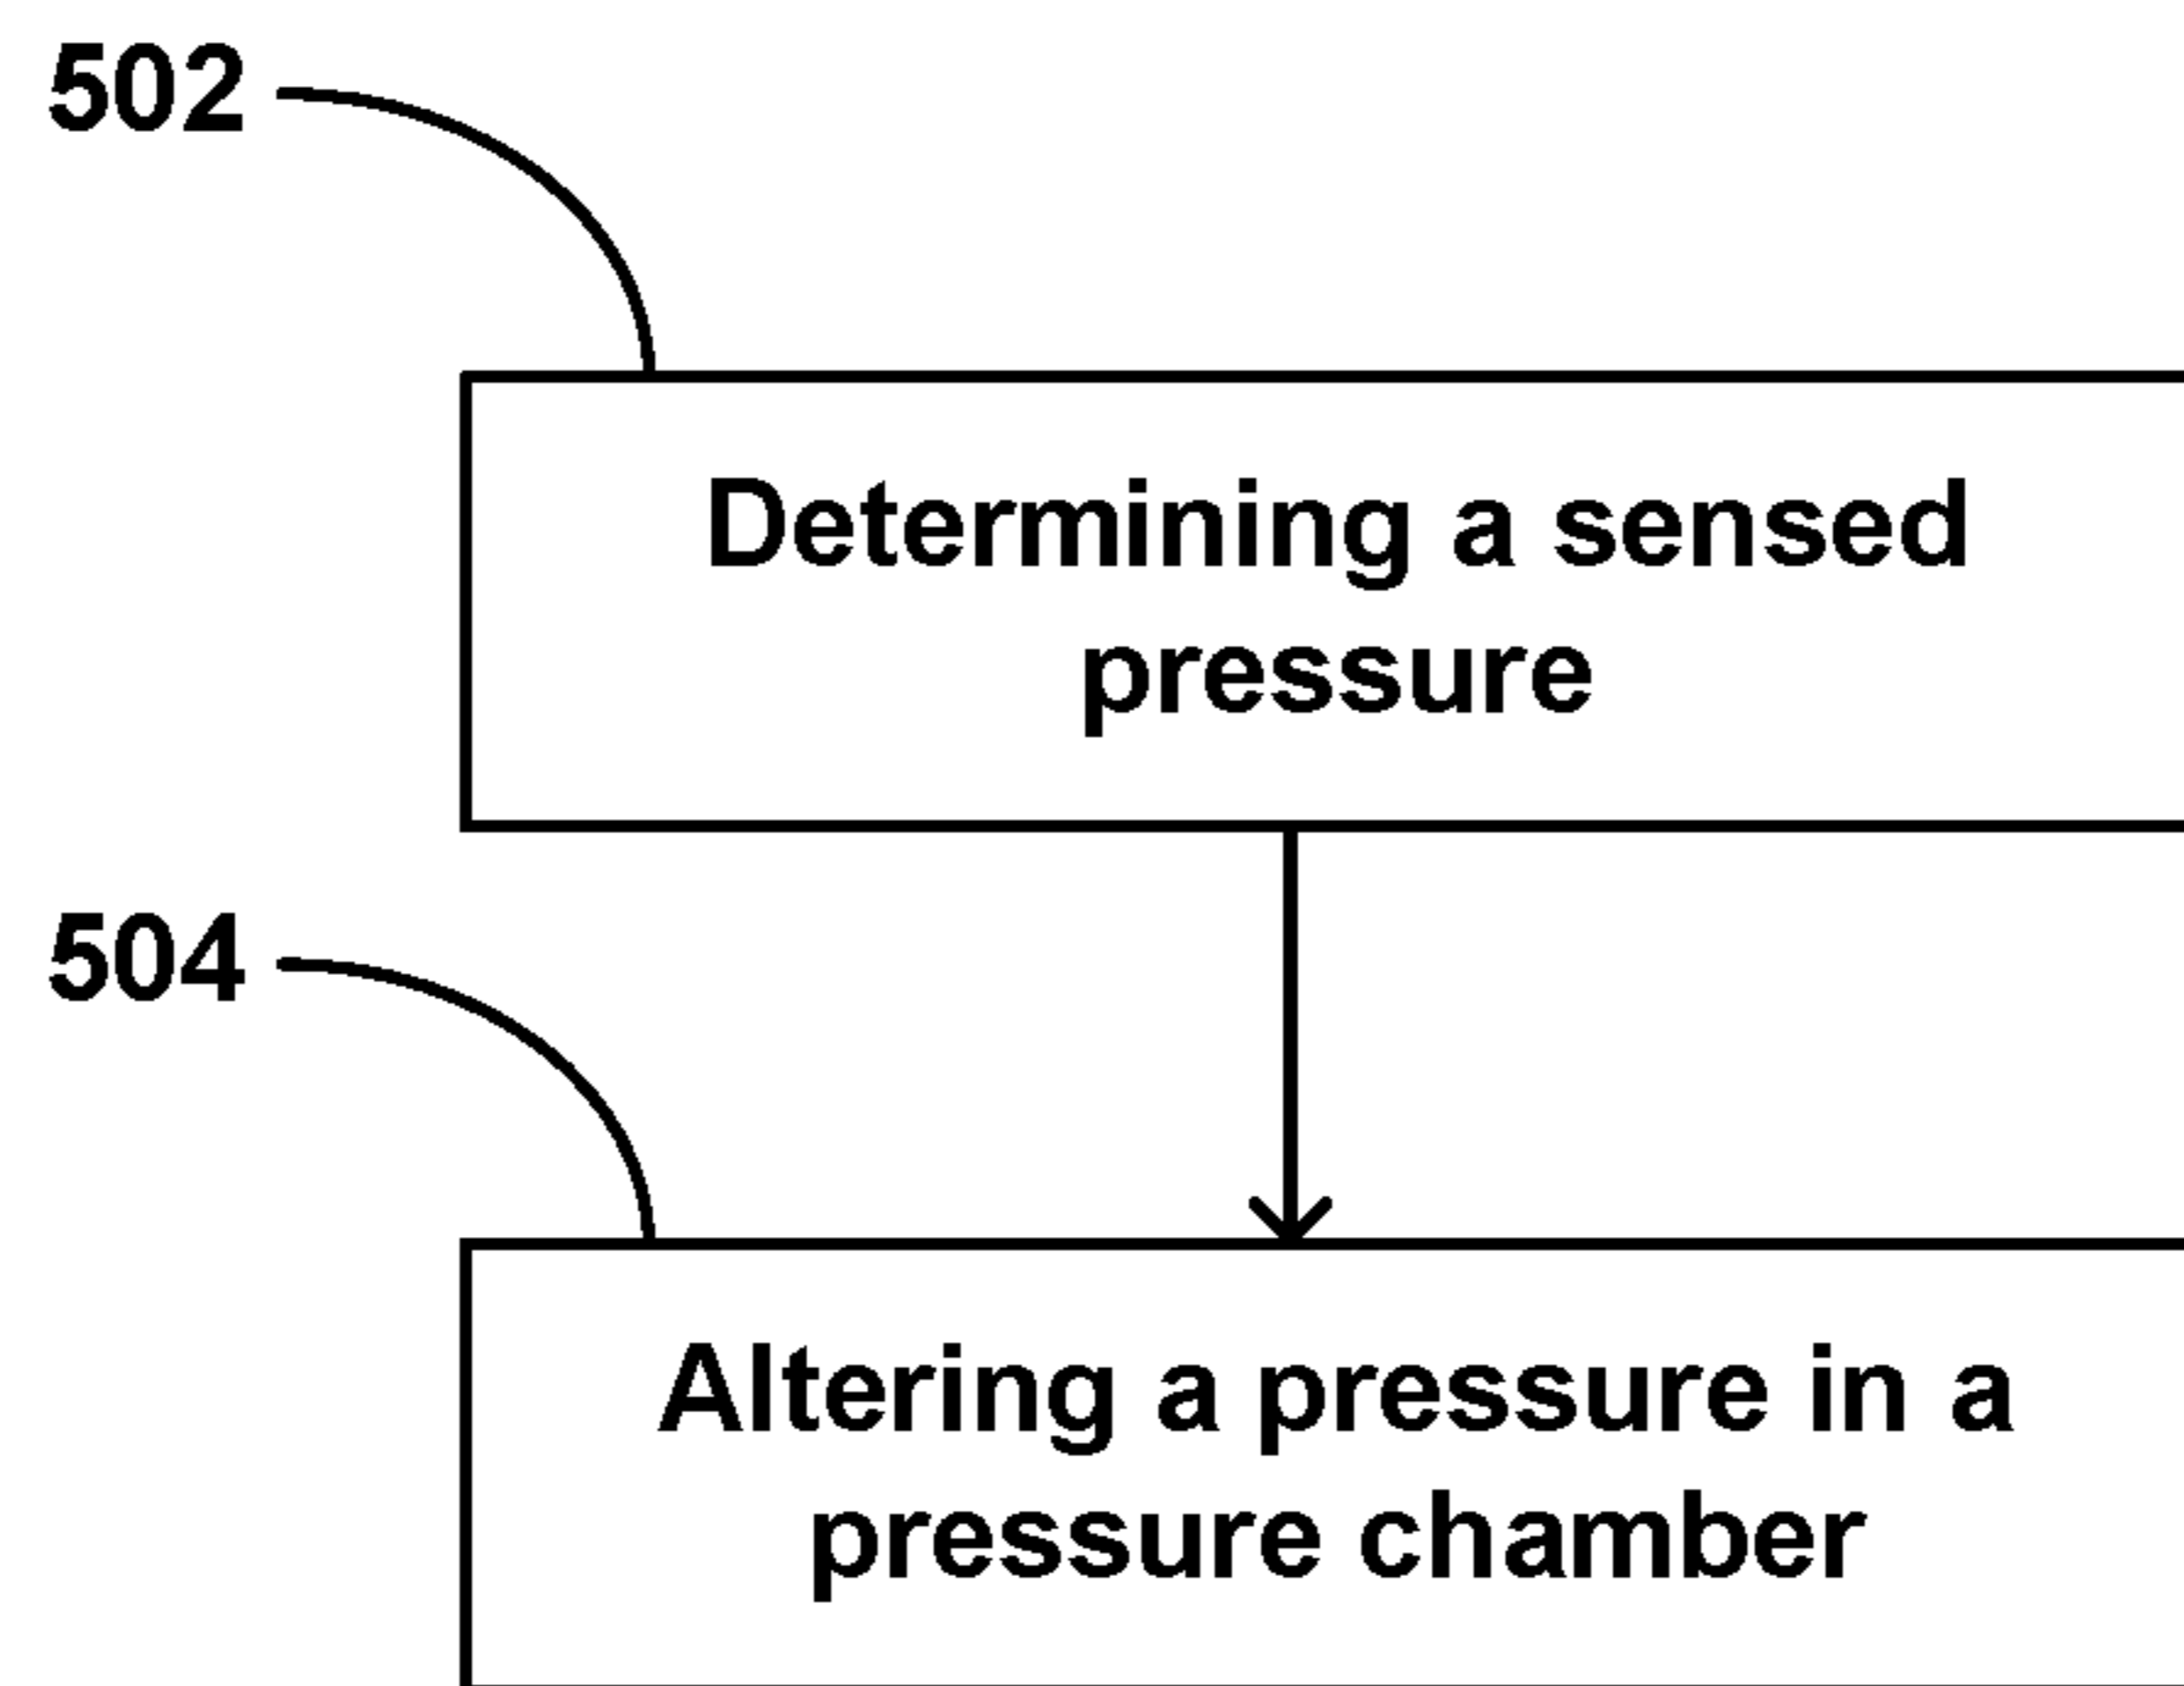 502
Determining a sensed
pressure
504
Altering a pressure in a
pressure chamber